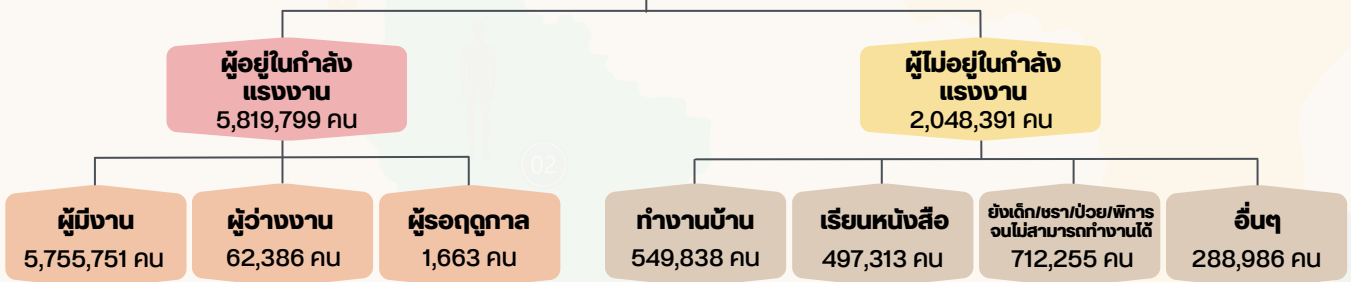 ผู้อยู่ในกำลัง
แรงงาน
5,819,799 คน
ผู้ไม่อยู่ในกำลัง
แรงงาน
2,048,391 คน
02
ผู้มีงาน
5,755,751 คน
ผู้ว่างงาน
62,386 คน
ผู้รอฤดูกาล
1,663 คน
ทำงานบ้าน
549,838 คน
เรียนหนังสือ
497,313 คน
ยังเด็ก/ชรา/ป่วย/พิการ
จนไม่สามารถทำงานได้
712,255 คน
อื่นๆ
288,986 คน